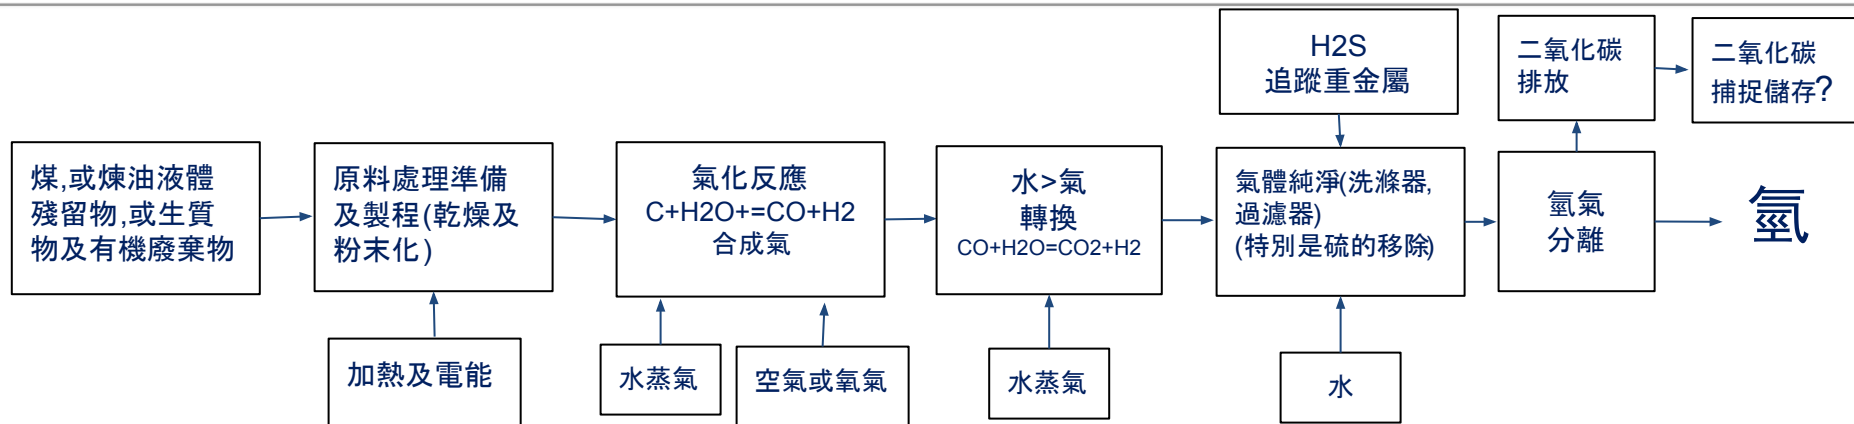 煤,或煉油液體
殘留物,或生質
物及有機廢棄物
原料處理準備
及製程(乾燥及
粉末化)
加熱及電能
氣化反應
C+H2O+=CO+H2
合成氣
水蒸氣
空氣或氧氣
水>氣
轉換
CO+H2O=CO2+H2
水蒸氣
H2S
追蹤重金屬
氣體純淨(洗滌器,
過濾器)
(特別是硫的移除)
水
氫氣
分離
二氧化碳
排放
二氧化碳
捕捉儲存?
氫